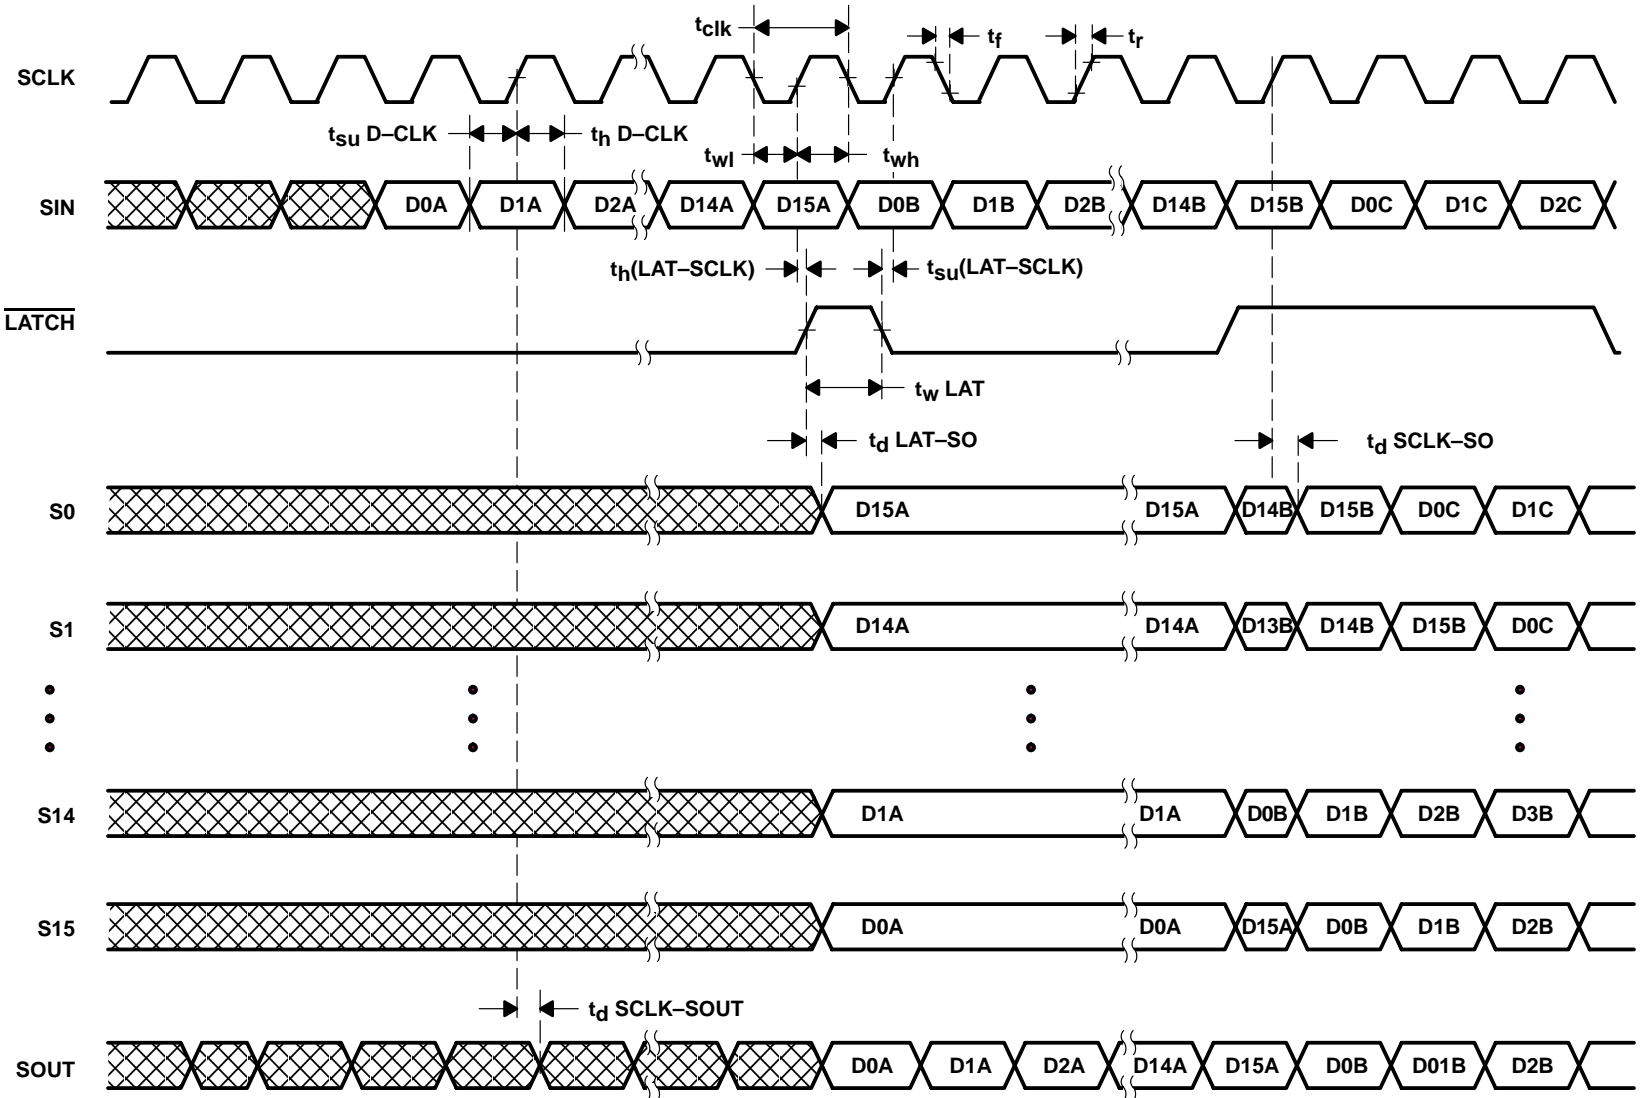 tclk
tf
tr
SCLK
tsu D–CLK
th D–CLK
twl
twh
SIN
D0A D1A D2A D14A D15A D0B D1B D2B D14B D15B D0C D1C D2C
th(LAT–SCLK)
tsu(LAT–SCLK)
LATCH
tw LAT
td LAT–SO
td SCLK–SO
S0
D15A D15A D14B D15B D0C D1C
S1
D14A D14A D13B D14B D15B D0C
S14
D1A D1A D0B D1B D2B D3B
S15
D0A D0A D15A D0B D1B D2B
td SCLK–SOUT
SOUT
D0A D1A D2A D14A D15A D0B D01B D2B